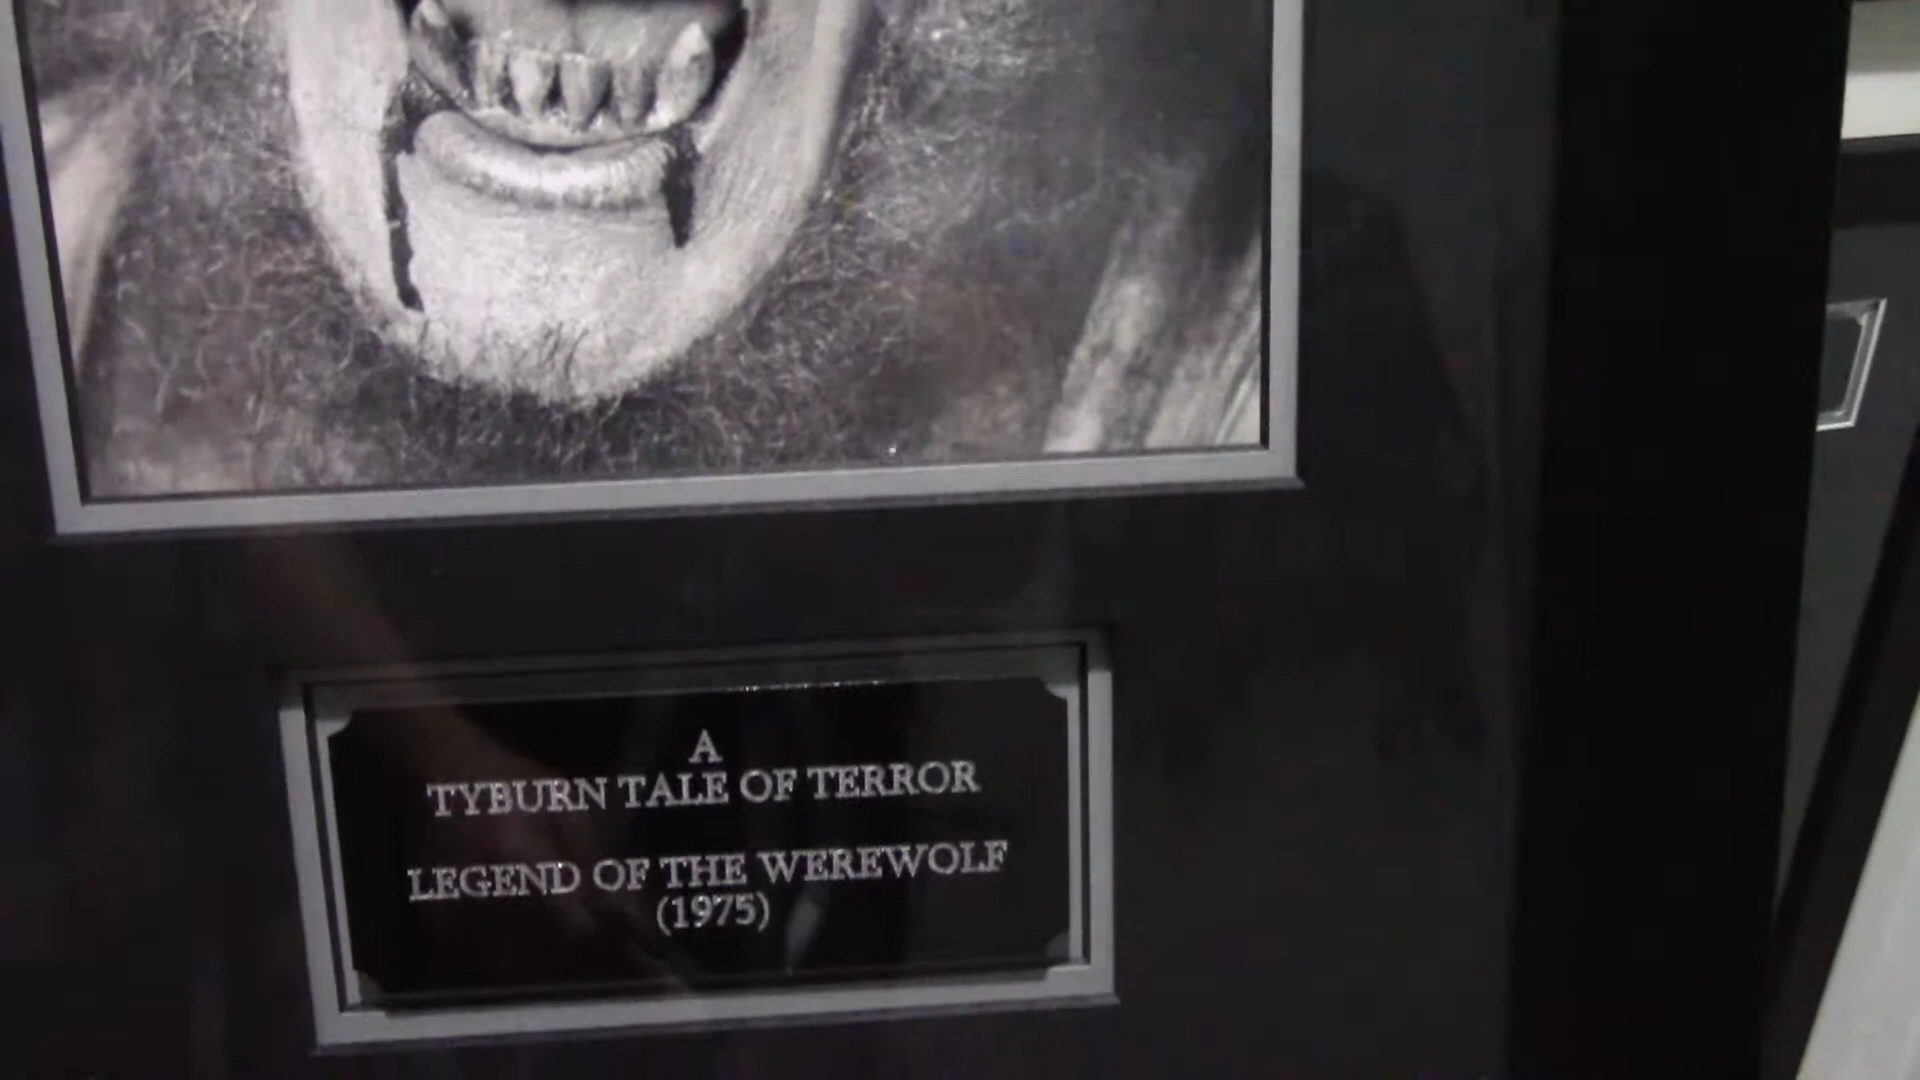 A
TYBURN TALE OF TERROR
LEGEND OF THE WEREWOLF
(1975)